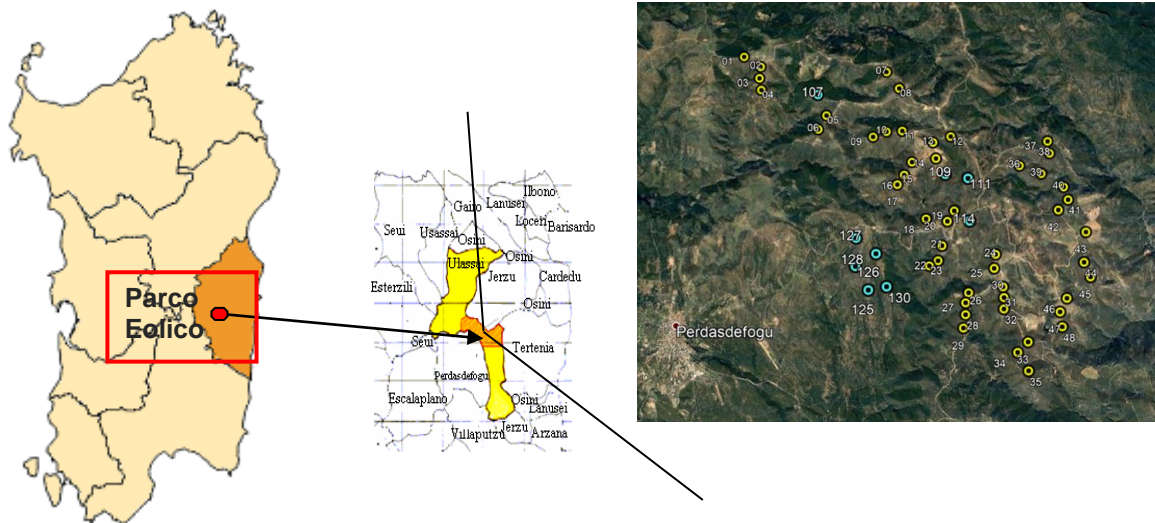 Parco
Eolico
Ilbono
Gairo
Lanusei
Loceri
Seui
Usassai
Osini
Barisardo
Ulassai
Osini
Jerzu
Cardedu
Esterzili
Osini
Seui
Tertenia
Perdasdefogu
Escalaplano
Osini
Lanusei
Villaputzu
Jerzu
Arzana
01
02
03
04
07
08
107
05
06
09
10
11
13
12
37
38
14
36
39
15
109
111
16
40
17
41
19
114
18
20
42
127
21
43
128
126
22
23
24
25
44
30
125
130
26
31
45
27
32
46
28
47
48
29
33
34
35
Perdasdefogu